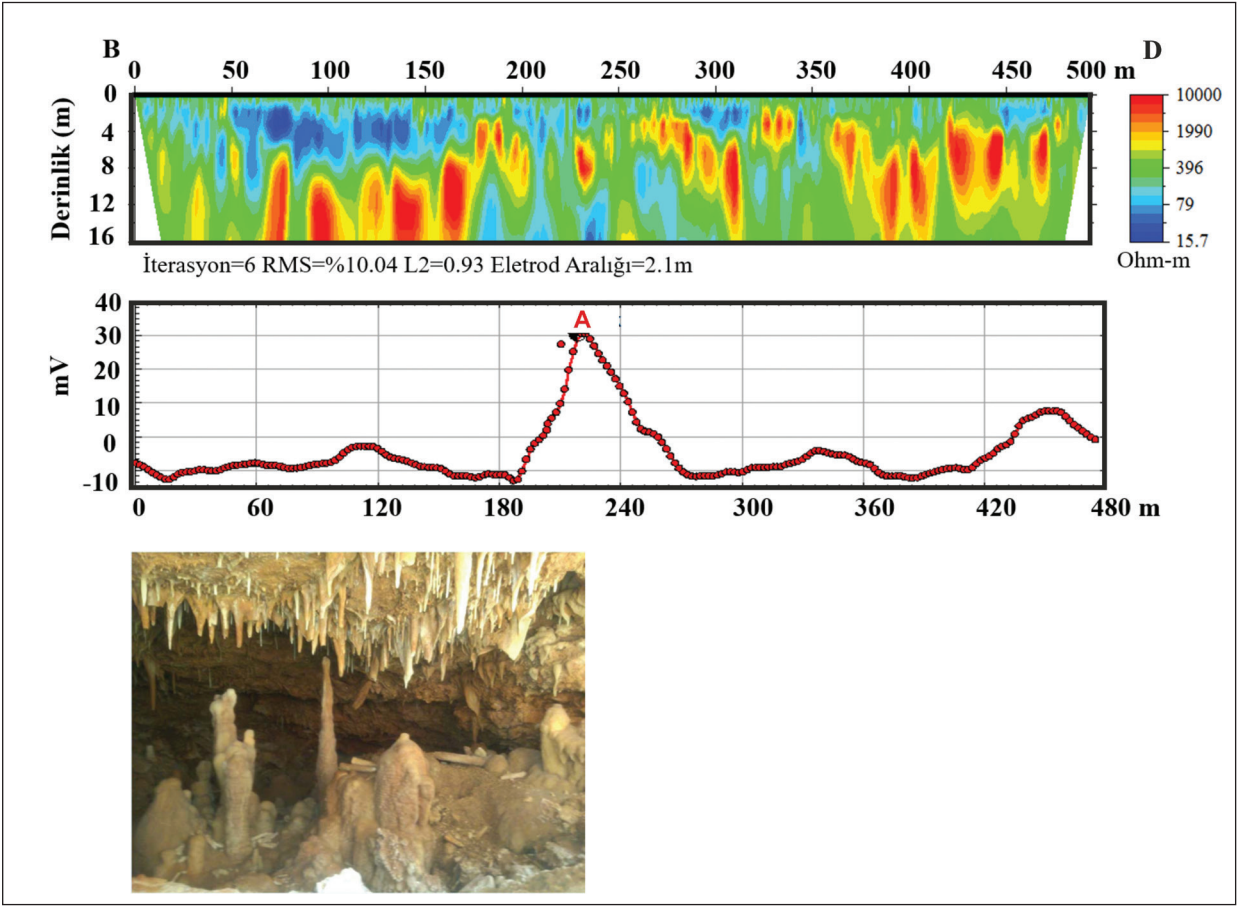 B D
0 50 100 150 200 250 300 350 400 450 500 m
Derinlik (m)
0
4
8
12
16
10000
1990
396
79
15.7
Ohm-m
İterasyon=6 RMS=%10.04 L2=0.93 Eletrod Aralığı=2.1m
mV
40
30
20
10
0
-10
A
0 60 120 180 240 300 360 420 480 m